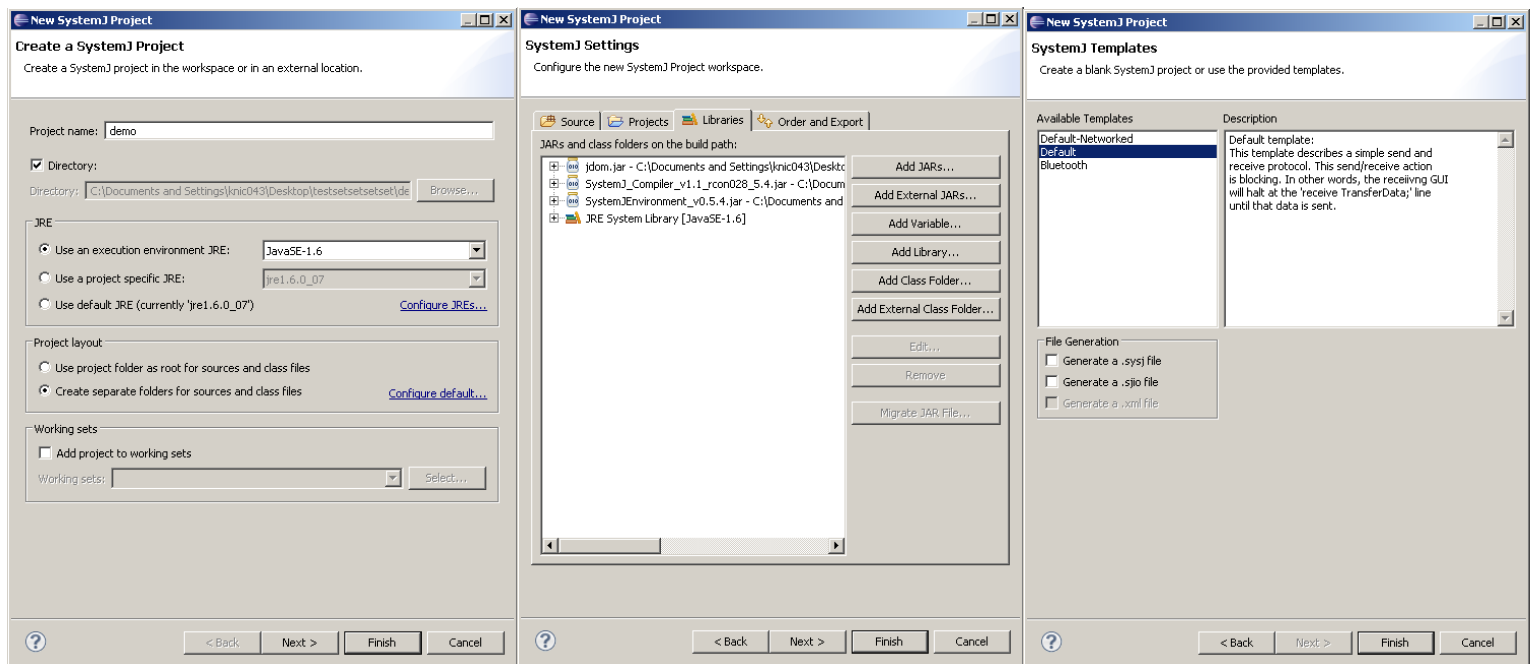 New SystemJ Project
Create a SystemJ Project
Create a SystemJ project in the workspace or in an external location.
Project name: demo
Directory:
Directory: C:\Documents and Settings\knic043\Desktop\testsetsetsetset\de Browse...
JRE
Use an execution environment JRE: JavaSE-1.6
Use a project specific JRE: jre1.6.0_07
Use default JRE (currently 'jre1.6.0_07') Configure JREs...
Project layout
Use project folder as root for sources and class files
Create separate folders for sources and class files Configure default...
Working sets
Add project to working sets
Working sets: Select...
? < Back Next > Finish Cancel
New SystemJ Project
SystemJ Settings
Configure the new SystemJ Project workspace.
Source Projects Libraries Order and Export
JARs and class folders on the build path:
jdom.jar - C:\Documents and Settings\knic043\Deskto
SystemJ_Compiler_v1.1_rcon028_5.4.jar - C:\Docum
SystemJEnvironment_v0.5.4.jar - C:\Documents and
JRE System Library [JavaSE-1.6]
Add JARs...
Add External JARs...
Add Variable...
Add Library...
Add Class Folder...
Add External Class Folder...
Edit...
Remove
Migrate JAR File...
? < Back Next > Finish Cancel
New SystemJ Project
SystemJ Templates
Create a blank SystemJ project or use the provided templates.
Available Templates
Default-Networked
Default
Bluetooth
Description
Default template:
This template describes a simple send and
receive protocol. This send/receive action
is blocking. In other words, the receiivng GUI
will halt at the 'receive TransferData;' line
until that data is sent.
File Generation
Generate a .sysj file
Generate a .sjio file
Generate a .xml file
? < Back Next > Finish Cancel